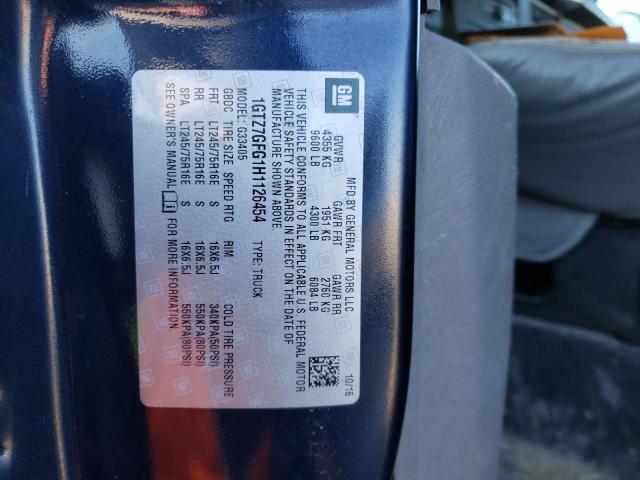 GM
MFD BY GENERAL MOTORS LLC 10/16
GVWR GAWR FRT GAWR RR
4355 KG 1951 KG 2760 KG
9600 LB 4300 LB 6084 LB
THIS VEHICLE CONFORMS TO ALL APPLICABLE U.S. FEDERAL MOTOR
VEHICLE SAFETY STANDARDS IN EFFECT ON THE DATE OF
MANUFACTURE SHOWN ABOVE.
1GTZ7GFG1H1126454 TYPE: TRUCK
MODEL: G33405
GBDC TIRE SIZE SPEED RTG RIM COLD TIRE PRESSURE
FRT LT245/75R16E S 16X6.5J 340KPA(50PSI)
RR LT245/75R16E S 16X6.5J 550KPA(80PSI)
SPA LT245/75R16E S 16X6.5J 550KPA(80PSI)
SEE OWNER'S MANUAL FOR MORE INFORMATION.